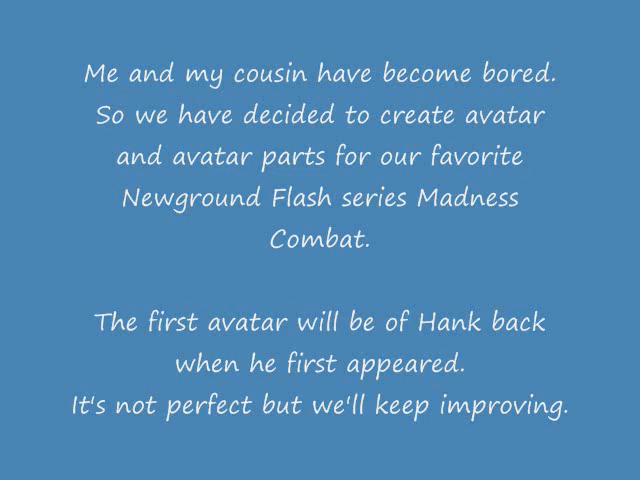 Me and my cousin have become bored.
So we have decided to create avatar
and avatar parts for our favorite
Newground Flash series Madness
Combat.
The first avatar will be of Hank back
when he first appeared.
It's not perfect but we'll keep improving.